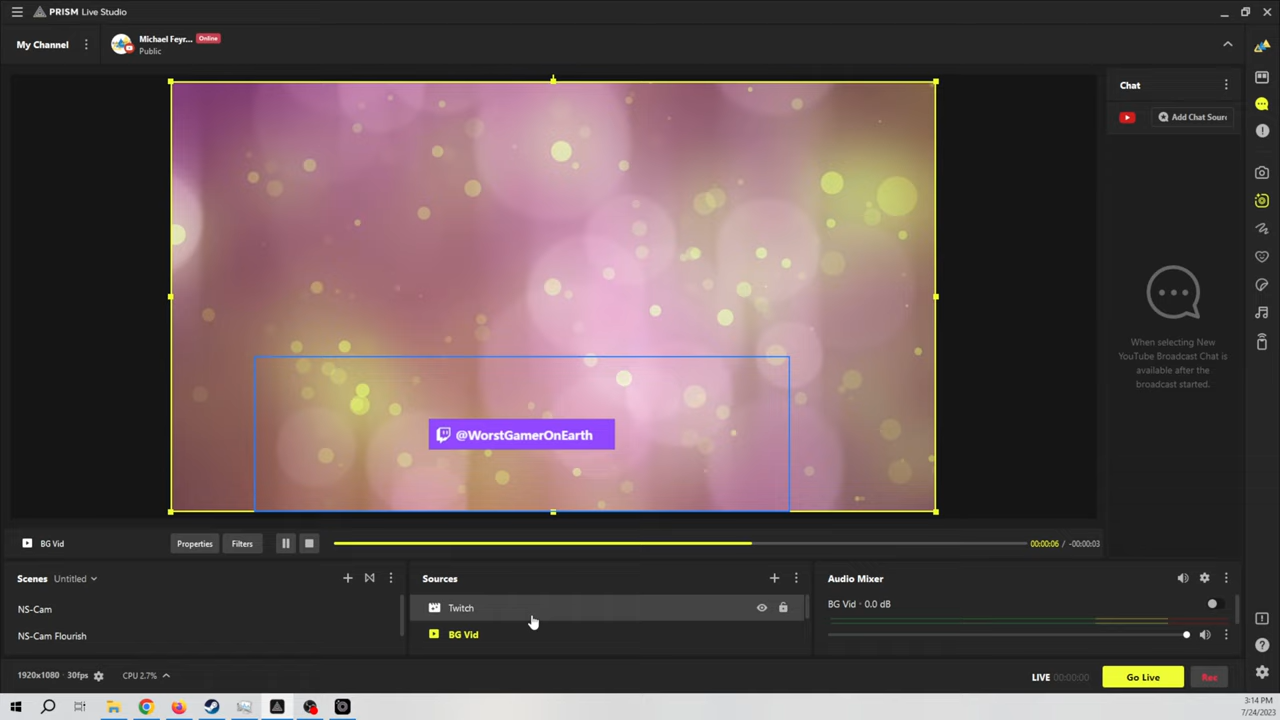 PRISM Live Studio
My Channel
Michael Feyr... Online
Public
Chat
Add Chat Sour
When selecting New
YouTube Broadcast Chat is
available after the
broadcast started.
@WorstGamerOnEarth
BG Vid
Properties
Filters
00:00:06 / -00:00:03
Scenes Untitled
NS-Cam
NS-Cam Flourish
Sources
Twitch
BG Vid
Audio Mixer
BG Vid - 0.0 dB
1920x1080 · 30fps
CPU 2.7%
LIVE 00:00:00
Go Live
Rec
3:14 PM
7/24/2023